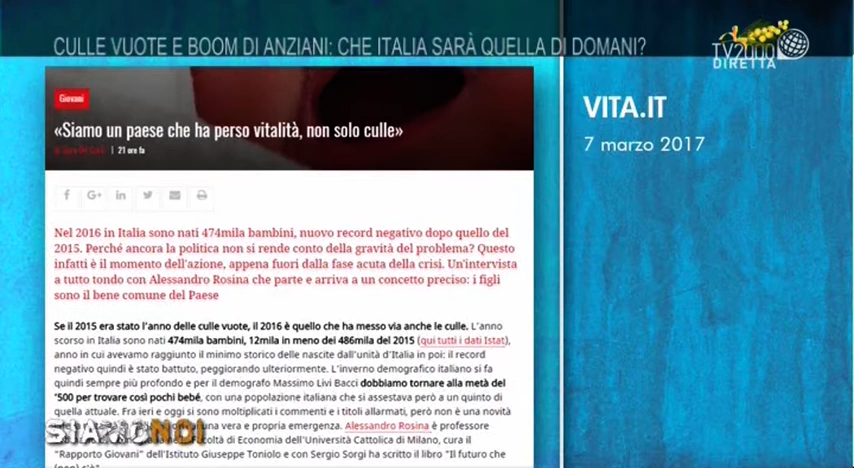 CULLE VUOTE E BOOM DI ANZIANI: CHE ITALIA SARÀ QUELLA DI DOMANI?
TV2000
DIRETTA
Giovani
«Siamo un paese che ha perso vitalità, non solo culle»
21 ore fa
VITA.IT
7 marzo 2017
Nel 2016 in Italia sono nati 474mila bambini, nuovo record negativo dopo quello del
2015. Perché ancora la politica non si rende conto della gravità del problema? Questo
infatti è il momento dell'azione, appena fuori dalla fase acuta della crisi. Un'intervista
a tutto tondo con Alessandro Rosina che parte e arriva a un concetto preciso: i figli
sono il bene comune del Paese
Se il 2015 era stato l'anno delle culle vuote, il 2016 è quello che ha messo via anche le culle. L'anno
scorso in Italia sono nati 474mila bambini, 12mila in meno dei 486mila del 2015 (qui tutti i dati Istat),
anno in cui avevamo raggiunto il minimo storico delle nascite dall'unità d'Italia in poi: il record
negativo quindi è stato battuto, peggiorando ulteriormente. L'inverno demografico italiano si fa
quindi sempre più profondo e per il demografo Massimo Livi Bacci dobbiamo tornare alla metà del
'500 per trovare così pochi bebé, con una popolazione italiana che si assestava però a un quinto di
quella attuale. Fra ieri e oggi si sono moltiplicati i commenti e i titoli allarmati, però non è una novità
una vera e propria emergenza. Alessandro Rosina è professore
SIAMONOI
coltà di Economia dell'Università Cattolica di Milano, cura il
"Rapporto Giovani" dell'Istituto Giuseppe Toniolo e con Sergio Sorgi ha scritto il libro "Il futuro che